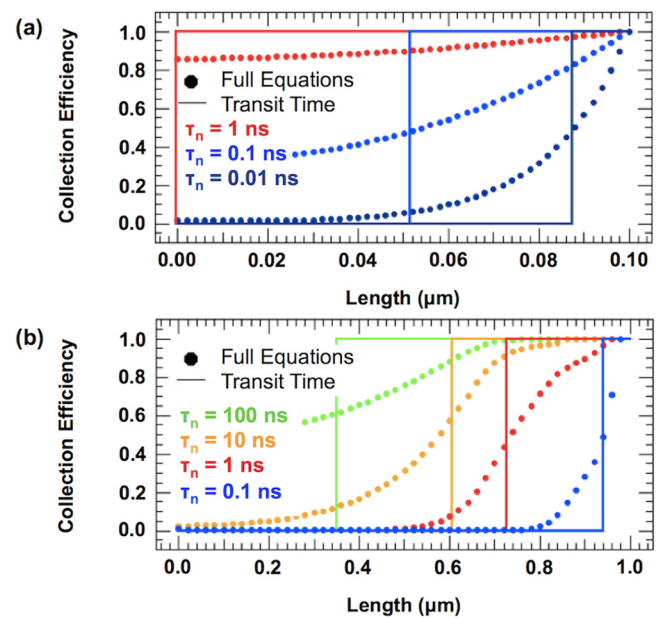 (a)
1.0
0.8
0.6
0.4
0.2
0.0
Collection Efficiency
Full Equations
Transit Time
τn = 1 ns
τn = 0.1 ns
τn = 0.01 ns
0.00 0.02 0.04 0.06 0.08 0.10
Length (μm)
(b)
1.0
0.8
0.6
0.4
0.2
0.0
Collection Efficiency
Full Equations
Transit Time
τn = 100 ns
τn = 10 ns
τn = 1 ns
τn = 0.1 ns
0.0 0.2 0.4 0.6 0.8 1.0
Length (μm)